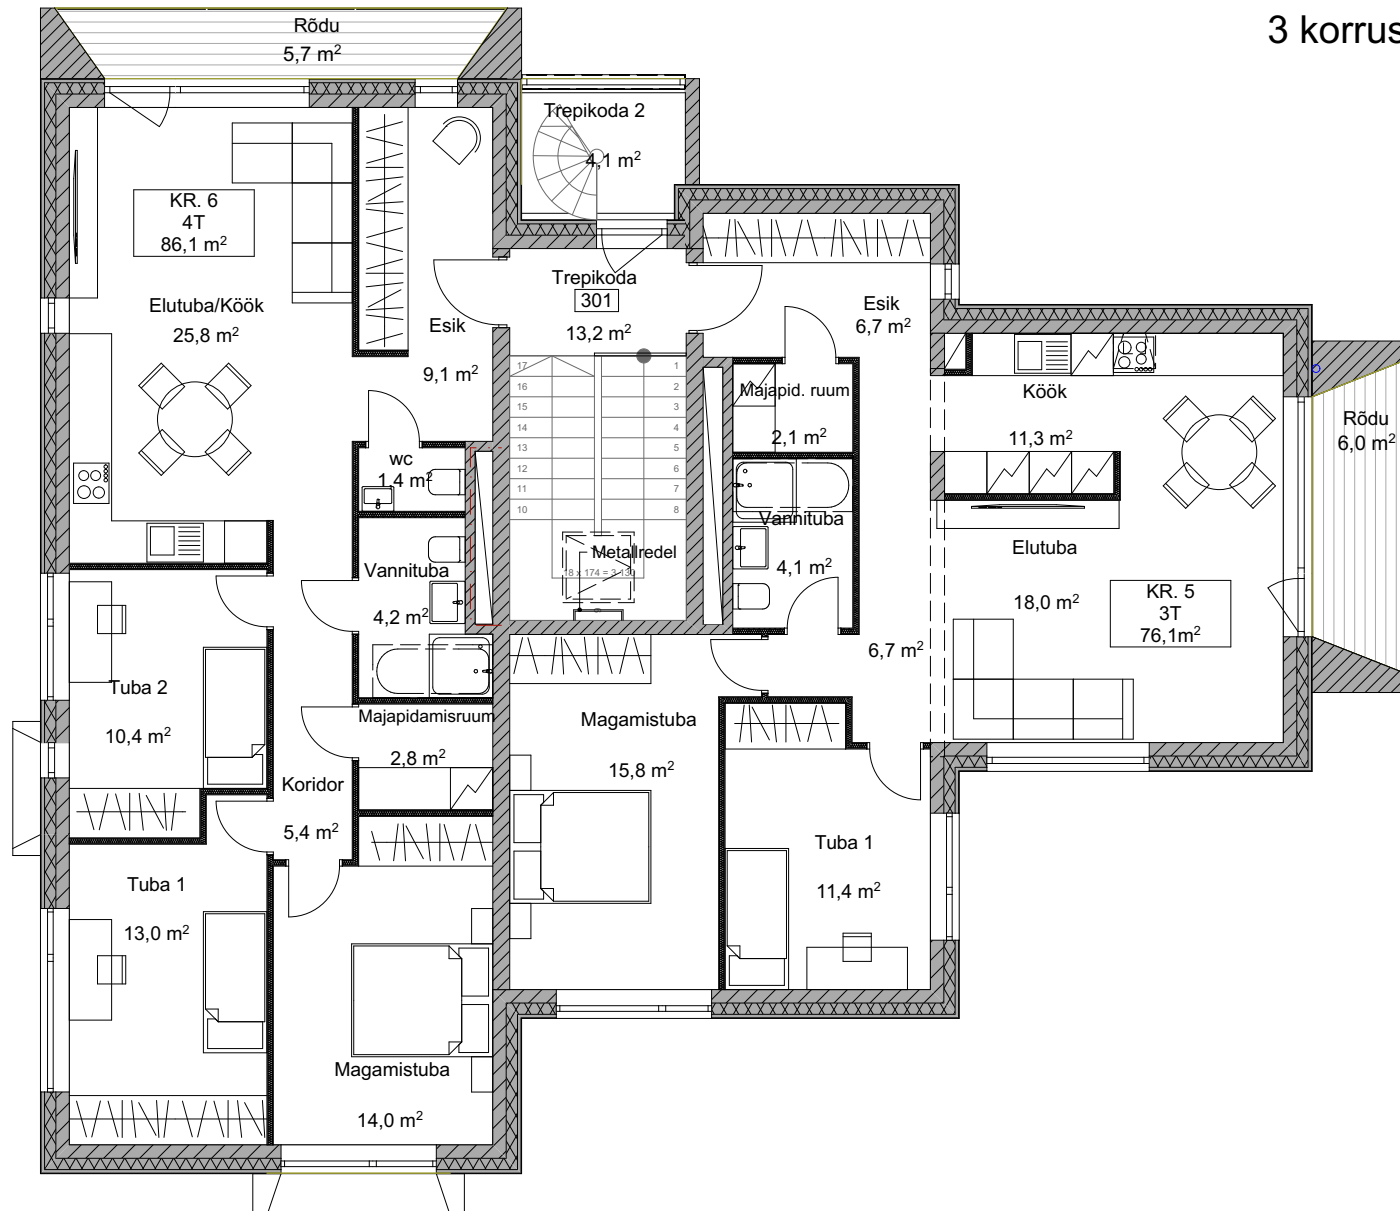 3 korrus
Rõdu
5,7 m²
Trepikoda 2
4,1 m²
KR. 6
4T
86,1 m²
Elutuba/Köök
25,8 m²
Esik
9,1 m²
Trepikoda
301
13,2 m²
Esik
6,7 m²
17 1
16 2
15 3
14 4
13 5
12 6
11 7
10 8
Metallredel
Majapid. ruum
2,1 m²
Köök
11,3 m²
Rõdu
6,0 m²
wc
1,4 m²
Vannituba
4,2 m²
Vannituba
4,1 m²
Elutuba
18,0 m²
KR. 5
3T
76,1m²
6,7 m²
Tuba 2
10,4 m²
Majapidamisruum
2,8 m²
Koridor
5,4 m²
Magamistuba
15,8 m²
Tuba 1
11,4 m²
Tuba 1
13,0 m²
Magamistuba
14,0 m²